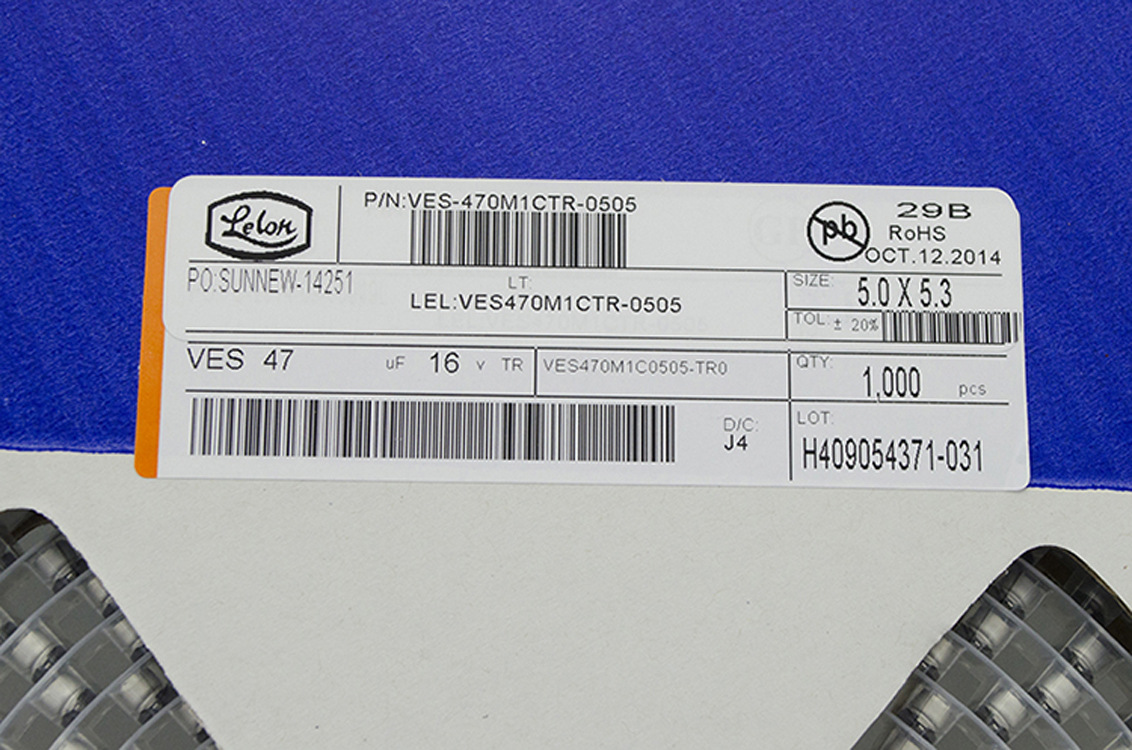 Lelon
P/N:VES-470M1CTR-0505
pb
29B
RoHS
OCT.12.2014
PO:SUNNEW-14251
LT:
LEL:VES470M1CTR-0505
SIZE: 5.0 X 5.3
TOL: ± 20%
VES 47 uF 16 v TR
VES470M1C0505-TR0
QTY: 1,000 pcs
D/C:
J4
LOT:
H409054371-031